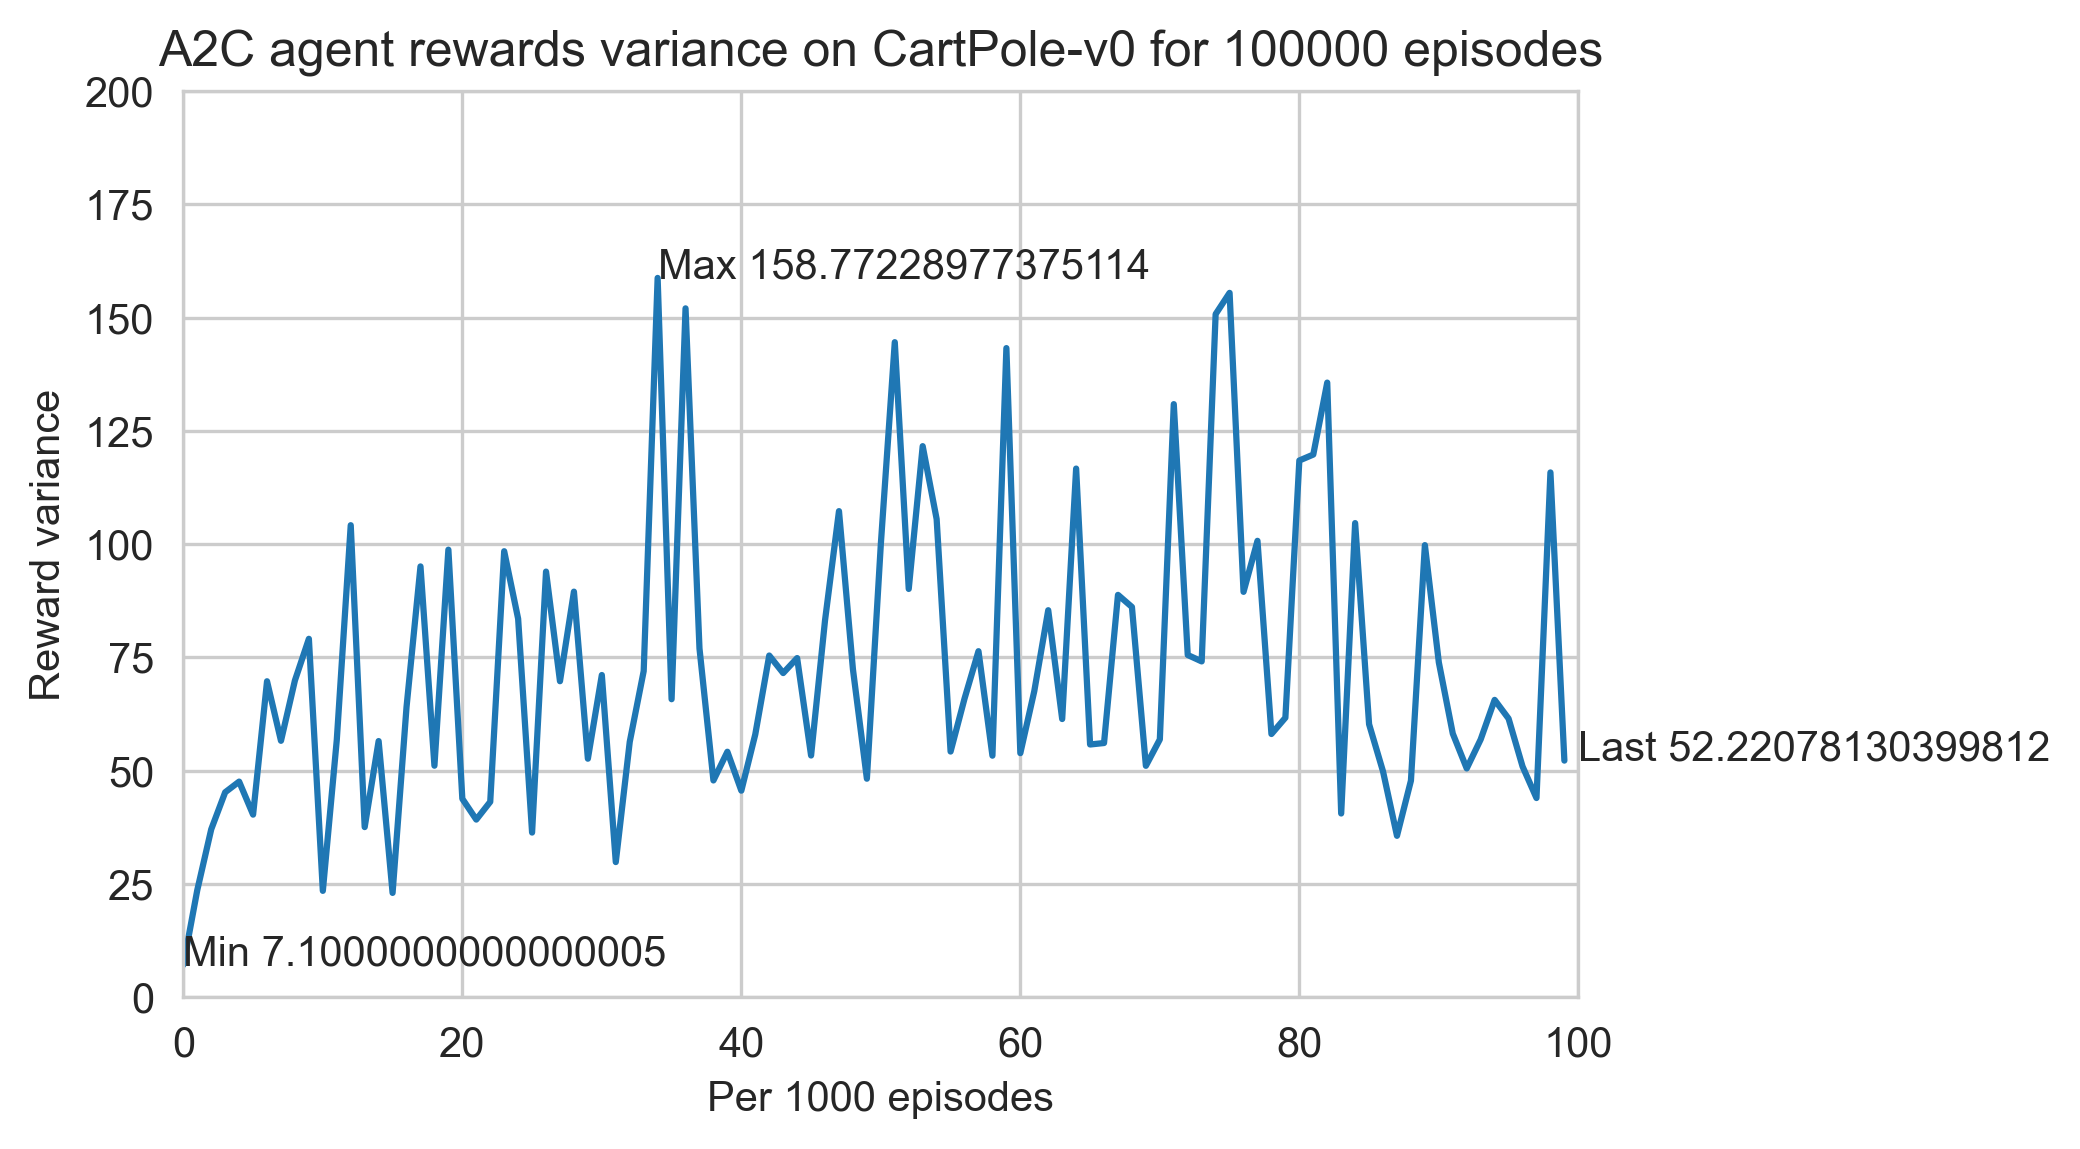 A2C agent rewards variance on CartPole-v0 for 100000 episodes
200
175
150
125
100
75
50
25
0
Reward variance
Max 158.77228977375114
Last 52.22078130399812
Min 7.1000000000000005
0 20 40 60 80 100
Per 1000 episodes